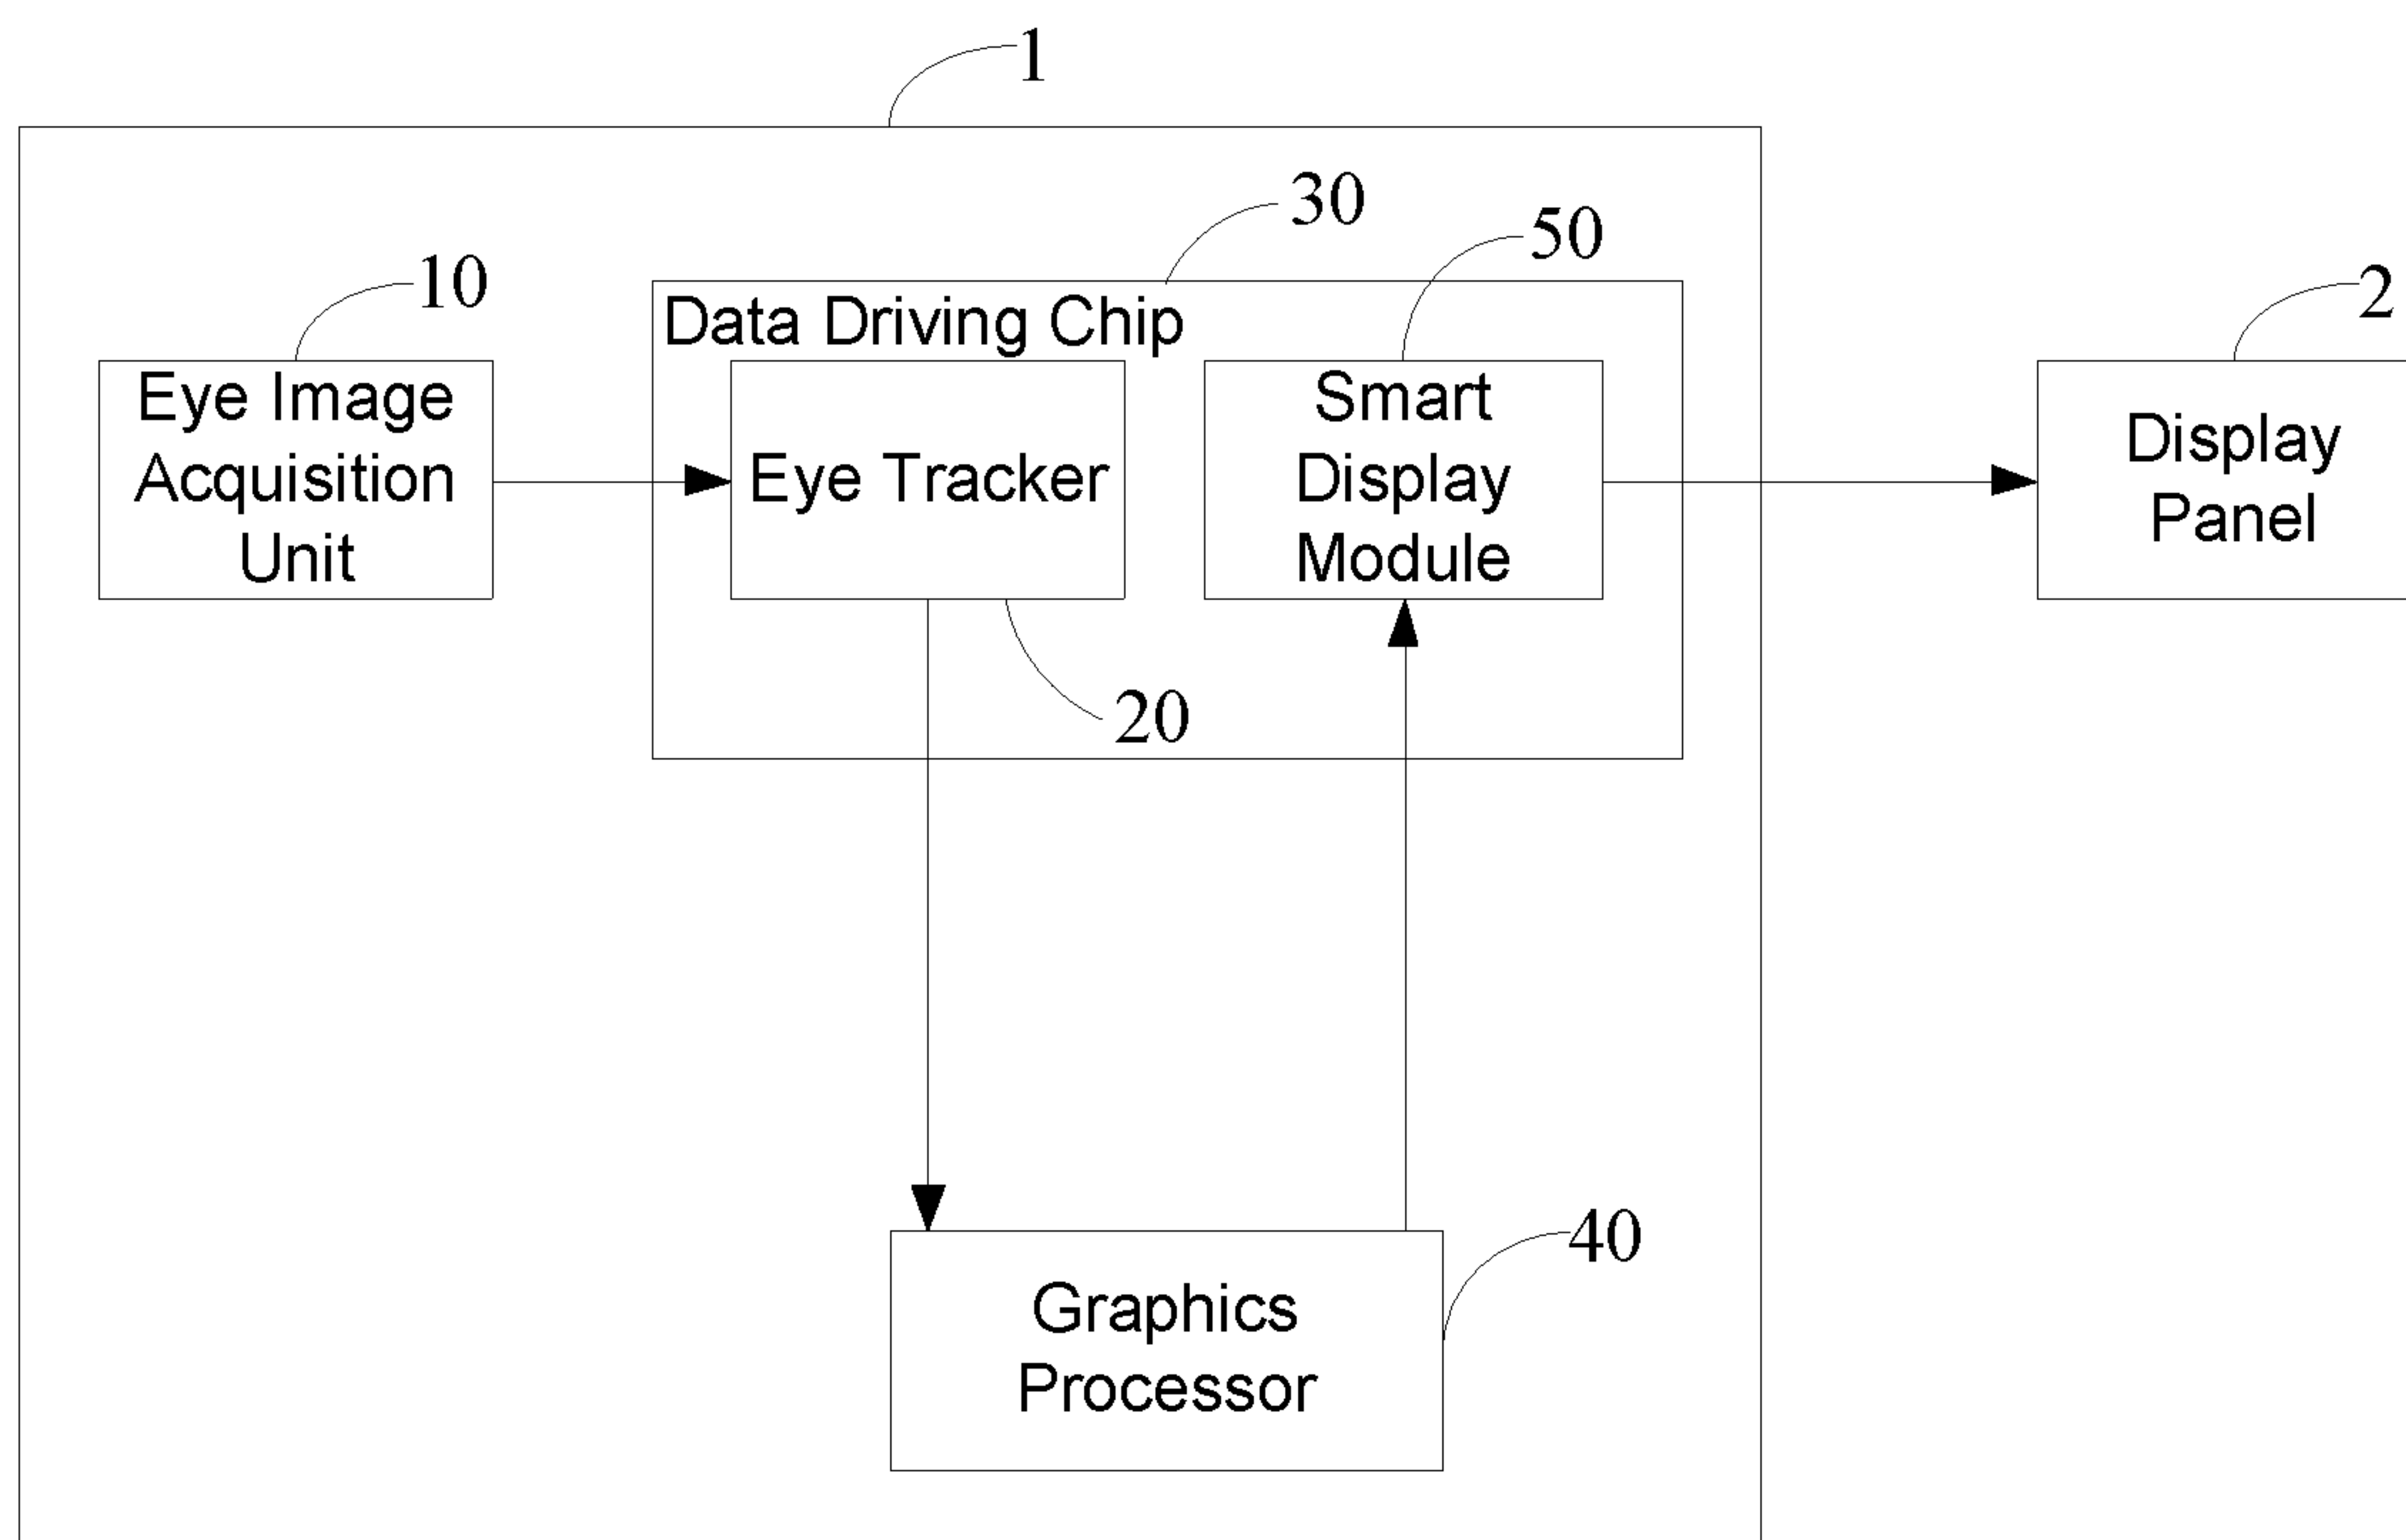 1
30
50
10
2
Data Driving Chip
Eye Image
Acquisition
Unit
Eye Tracker
Smart
Display
Module
Display
Panel
20
40
Graphics
Processor